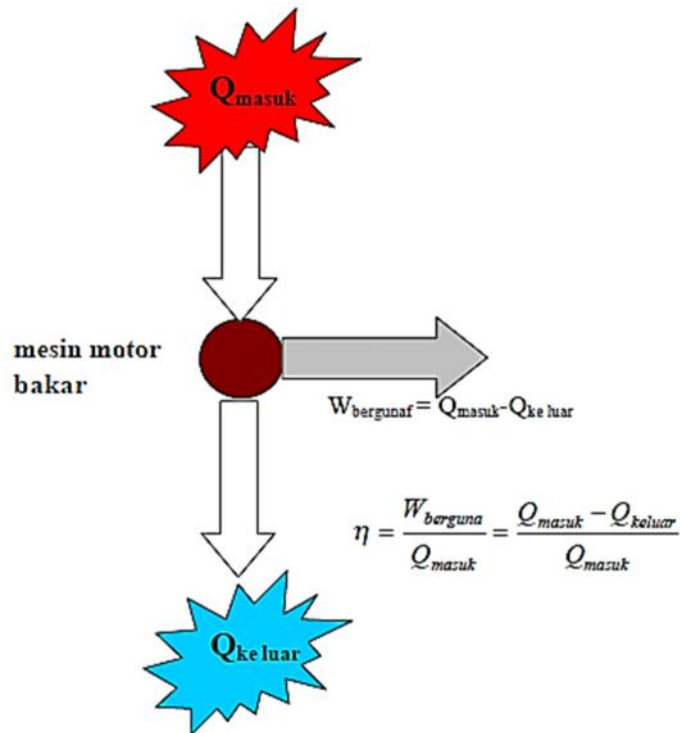 Qmasuk
mesin motor
bakar
Wbergunaf = Qmasuk-Qke luar
η = Wberguna / Qmasuk = Qmasuk − Qkeluar / Qmasuk
Qke luar